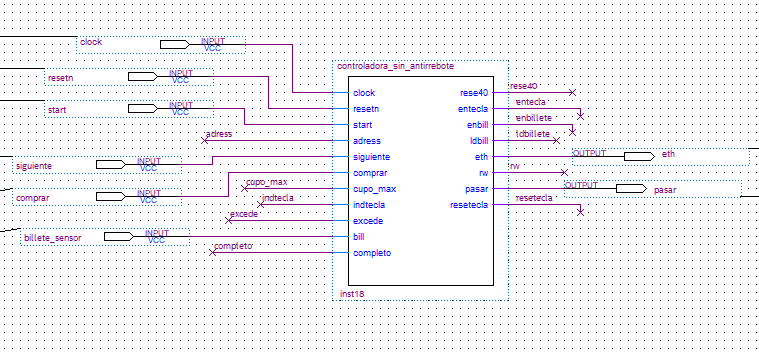 clock INPUT VCC
controladora_sin_antirrebote
resetn INPUT VCC
start INPUT VCC
adress
siguiente INPUT VCC
comprar INPUT VCC
cupo_max
indtecla
excede
billete_sensor INPUT VCC
completo
clock rese40
resetn entecla
start enbill
adress ldbill
siguiente eth
comprar rw
cupo_max pasar
indtecla resetecla
excede
bill
completo
inst18
rese40
entecla
enbillete
ldbillete
OUTPUT eth
rw
OUTPUT pasar
resetecla